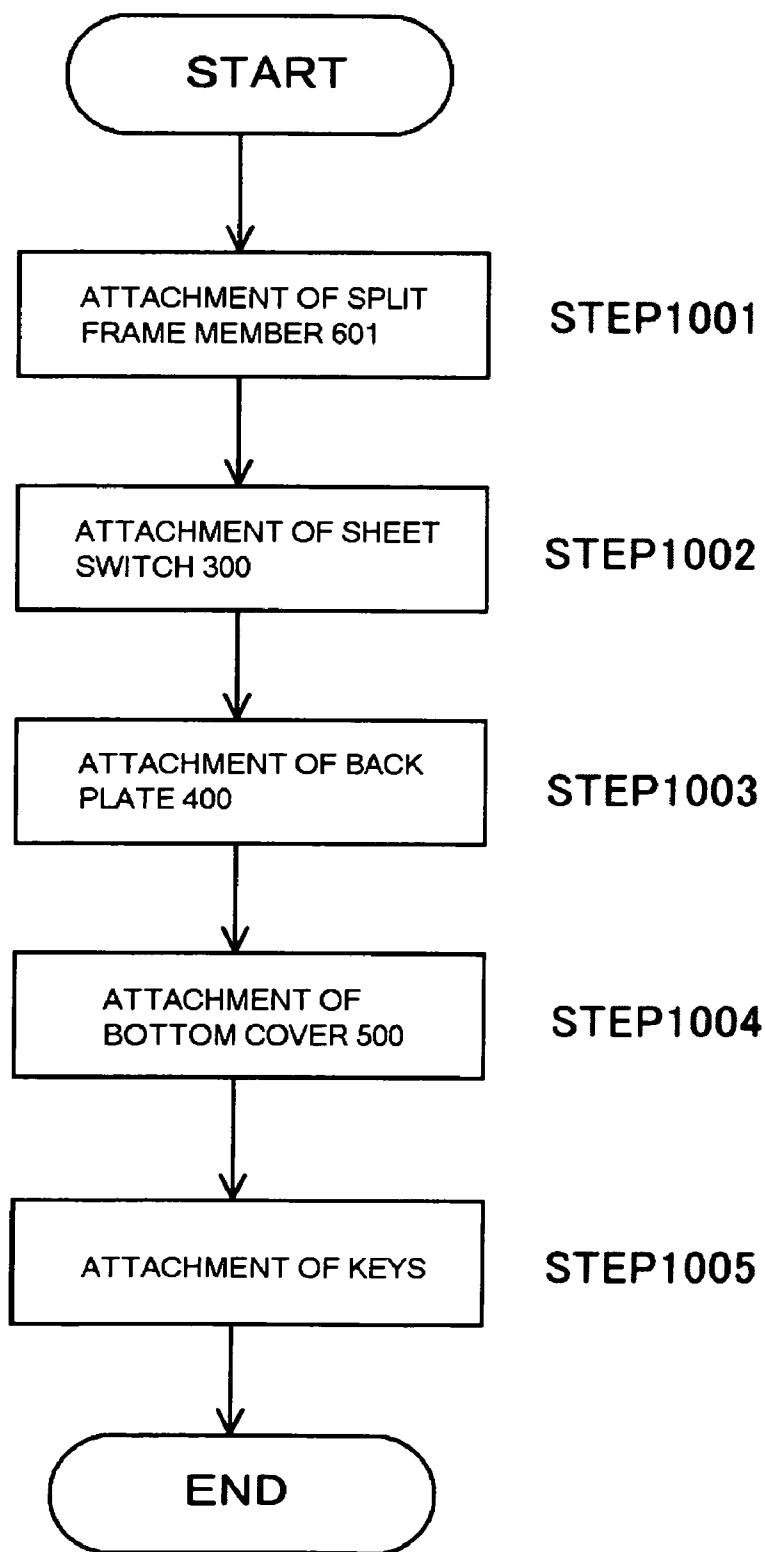 START
ATTACHMENT OF SPLIT
FRAME MEMBER 601
STEP1001
ATTACHMENT OF SHEET
SWITCH 300
STEP1002
ATTACHMENT OF BACK
PLATE 400
STEP1003
ATTACHMENT OF
BOTTOM COVER 500
STEP1004
ATTACHMENT OF KEYS
STEP1005
END